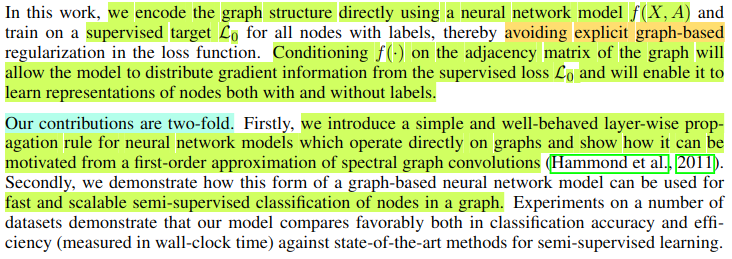 In this work, we encode the graph structure directly using a neural network model f(X, A) and
train on a supervised target ℒ₀ for all nodes with labels, thereby avoiding explicit graph-based
regularization in the loss function. Conditioning f(·) on the adjacency matrix of the graph will
allow the model to distribute gradient information from the supervised loss ℒ₀ and will enable it to
learn representations of nodes both with and without labels.
Our contributions are two-fold. Firstly, we introduce a simple and well-behaved layer-wise prop-
agation rule for neural network models which operate directly on graphs and show how it can be
motivated from a first-order approximation of spectral graph convolutions (Hammond et al., 2011).
Secondly, we demonstrate how this form of a graph-based neural network model can be used for
fast and scalable semi-supervised classification of nodes in a graph. Experiments on a number of
datasets demonstrate that our model compares favorably both in classification accuracy and effi-
ciency (measured in wall-clock time) against state-of-the-art methods for semi-supervised learning.